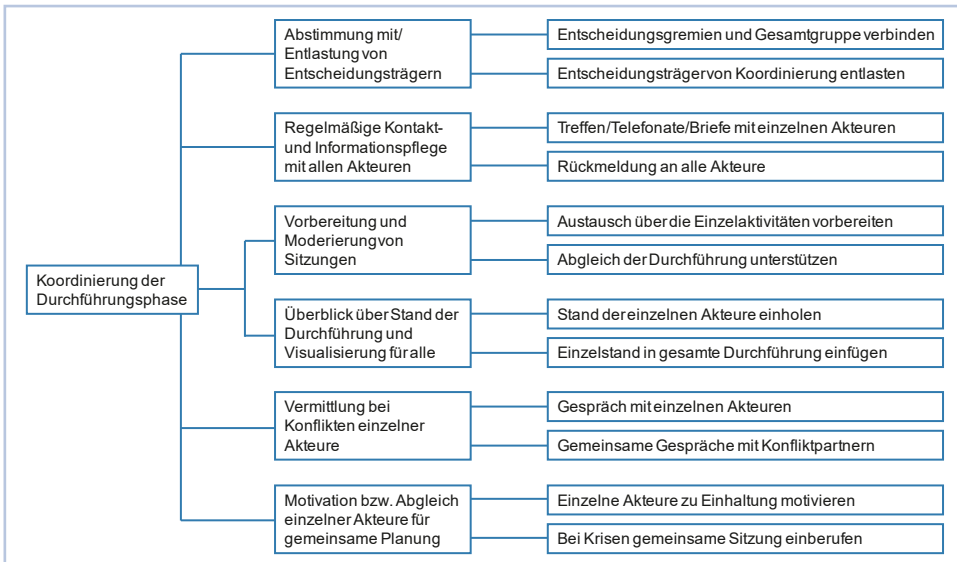 Koordinierung der
Durchführungsphase
Abstimmung mit/
Entlastung von
Entscheidungsträgern
Entscheidungsgremien und Gesamtgruppe verbinden
Entscheidungsträger von Koordinierung entlasten
Regelmäßige Kontakt-
und Informationspflege
mit allen Akteuren
Treffen/Telefonate/Briefe mit einzelnen Akteuren
Rückmeldung an alle Akteure
Vorbereitung und
Moderierung von
Sitzungen
Austausch über die Einzelaktivitäten vorbereiten
Abgleich der Durchführung unterstützen
Überblick über Stand der
Durchführung und
Visualisierung für alle
Stand der einzelnen Akteure einholen
Einzelstand in gesamte Durchführung einfügen
Vermittlung bei
Konflikten einzelner
Akteure
Gespräch mit einzelnen Akteuren
Gemeinsame Gespräche mit Konfliktpartnern
Motivation bzw. Abgleich
einzelner Akteure für
gemeinsame Planung
Einzelne Akteure zu Einhaltung motivieren
Bei Krisen gemeinsame Sitzung einberufen